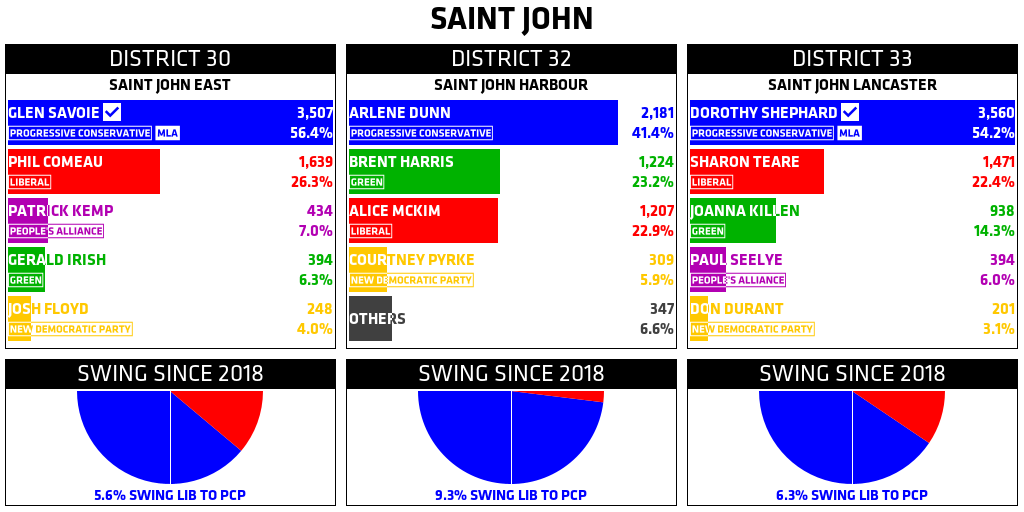 SAINT JOHN
DISTRICT 30
SAINT JOHN EAST
GLEN SAVOIE 3,507
PROGRESSIVE CONSERVATIVE MLA 56.4%
PHIL COMEAU 1,639
LIBERAL 26.3%
PATRICK KEMP 434
PEOPLE'S ALLIANCE 7.0%
GERALD IRISH 394
GREEN 6.3%
JOSH FLOYD 248
NEW DEMOCRATIC PARTY 4.0%
SWING SINCE 2018
5.6% SWING LIB TO PCP
DISTRICT 32
SAINT JOHN HARBOUR
ARLENE DUNN 2,181
PROGRESSIVE CONSERVATIVE 41.4%
BRENT HARRIS 1,224
GREEN 23.2%
ALICE MCKIM 1,207
LIBERAL 22.9%
COURTNEY PYRKE 309
NEW DEMOCRATIC PARTY 5.9%
OTHERS 347
6.6%
SWING SINCE 2018
9.3% SWING LIB TO PCP
DISTRICT 33
SAINT JOHN LANCASTER
DOROTHY SHEPHARD 3,560
PROGRESSIVE CONSERVATIVE MLA 54.2%
SHARON TEARE 1,471
LIBERAL 22.4%
JOANNA KILLEN 938
GREEN 14.3%
PAUL SEELYE 394
PEOPLE'S ALLIANCE 6.0%
DON DURANT 201
NEW DEMOCRATIC PARTY 3.1%
SWING SINCE 2018
6.3% SWING LIB TO PCP